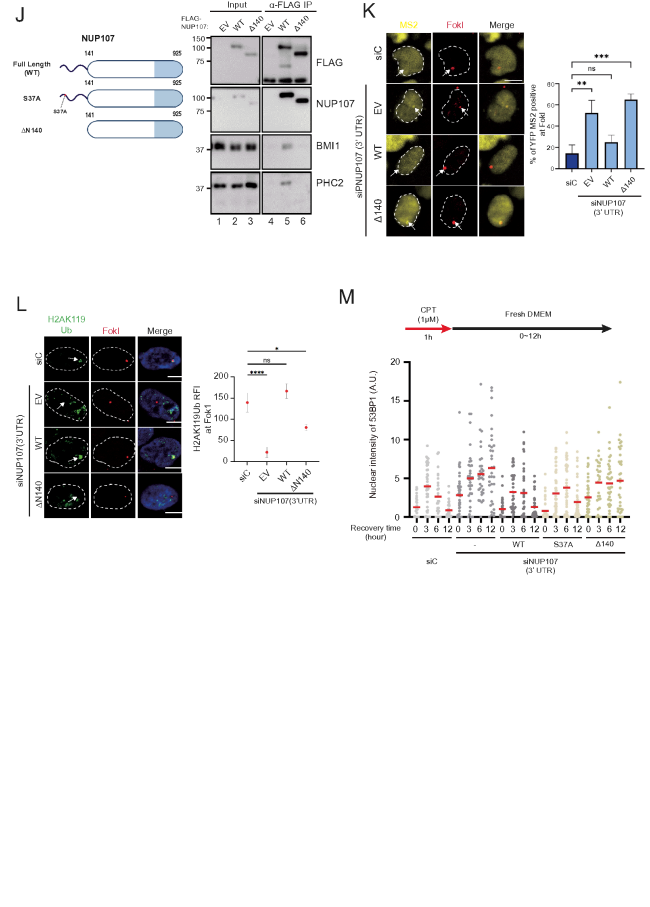 J
NUP107
141 925
Full Length
(WT)
141 925
S37A
S37A
141 925
ΔN140
Input α-FLAG IP
FLAG-
NUP107:
EV WT Δ140 EV WT Δ140
150
100
75
50
37
FLAG
100
75
NUP107
37
BMI1
37
PHC2
1 2 3 4 5 6
K
MS2 FokI Merge
siC
EV
WT
Δ140
siPNUP107 (3' UTR)
% of YFP MS2 positive
at FokI
80
60
40
20
0
***
ns
**
siC EV WT Δ140
siNUP107
(3' UTR)
L
H2AK119
Ub FokI Merge
siC
EV
WT
ΔN140
siNUP107(3'UTR)
H2AK119Ub RFI
at Fok1
200
150
100
50
0
*
ns
****
siC EV WT ΔN140
siNUP107(3'UTR)
M
CPT
(1μM)
Fresh DMEM
1h 0~12h
Nuclear intensity of 53BP1 (A.U.)
20
15
10
5
0
Recovery time
(hour)
0 3 6 12 0 3 6 12 0 3 6 12 0 3 6 12 0 3 6 12
- WT S37A Δ140
siC siNUP107
(3' UTR)